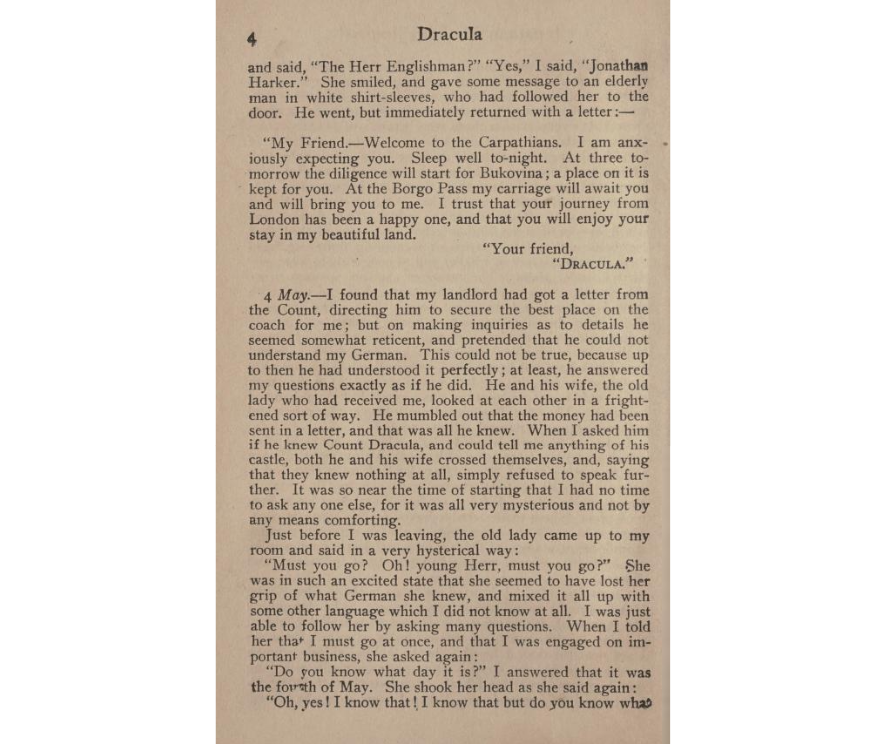 4 Dracula
and said, “The Herr Englishman?” “Yes,” I said, “Jonathan
Harker.” She smiled, and gave some message to an elderly
man in white shirt-sleeves, who had followed her to the
door. He went, but immediately returned with a letter:—
“My Friend.—Welcome to the Carpathians. I am anx-
iously expecting you. Sleep well to-night. At three to-
morrow the diligence will start for Bukovina; a place on it is
kept for you. At the Borgo Pass my carriage will await you
and will bring you to me. I trust that your journey from
London has been a happy one, and that you will enjoy your
stay in my beautiful land.
“Your friend,
“DRACULA.”
4 May.—I found that my landlord had got a letter from
the Count, directing him to secure the best place on the
coach for me; but on making inquiries as to details he
seemed somewhat reticent, and pretended that he could not
understand my German. This could not be true, because up
to then he had understood it perfectly; at least, he answered
my questions exactly as if he did. He and his wife, the old
lady who had received me, looked at each other in a fright-
ened sort of way. He mumbled out that the money had been
sent in a letter, and that was all he knew. When I asked him
if he knew Count Dracula, and could tell me anything of his
castle, both he and his wife crossed themselves, and, saying
that they knew nothing at all, simply refused to speak fur-
ther. It was so near the time of starting that I had no time
to ask any one else, for it was all very mysterious and not by
any means comforting.
Just before I was leaving, the old lady came up to my
room and said in a very hysterical way:
“Must you go? Oh! young Herr, must you go?” She
was in such an excited state that she seemed to have lost her
grip of what German she knew, and mixed it all up with
some other language which I did not know at all. I was just
able to follow her by asking many questions. When I told
her that I must go at once, and that I was engaged on im-
portant business, she asked again:
“Do you know what day it is?” I answered that it was
the fourth of May. She shook her head as she said again:
“Oh, yes! I know that! I know that but do you know what